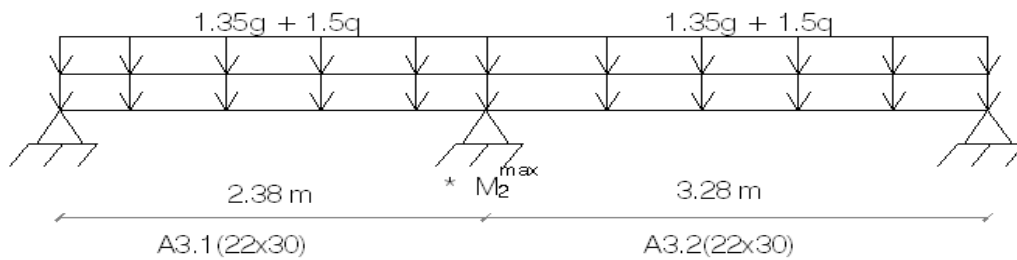 1.35g + 1.5q 1.35g + 1.5q
* M₂max
2.38 m 3.28 m
A3.1(22x30) A3.2(22x30)